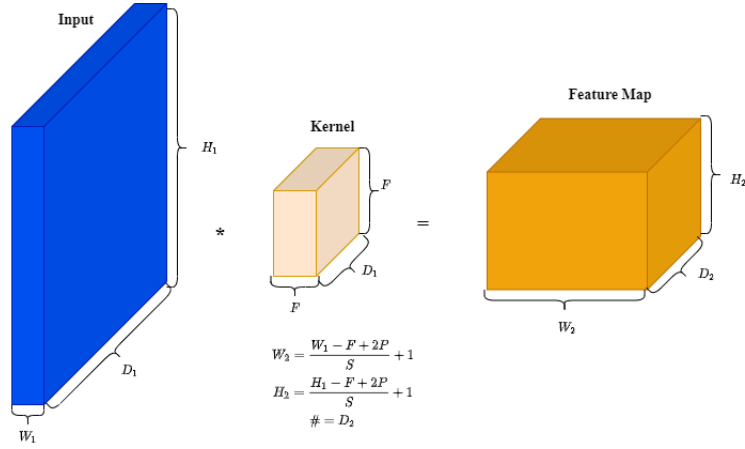 Input
Feature Map
Kernel
H₁
F
H₂
*
=
D₁
D₂
D₁
F
W₂
W₂ = (W₁ − F + 2P)/S + 1
H₂ = (H₁ − F + 2P)/S + 1
# = D₂
W₁